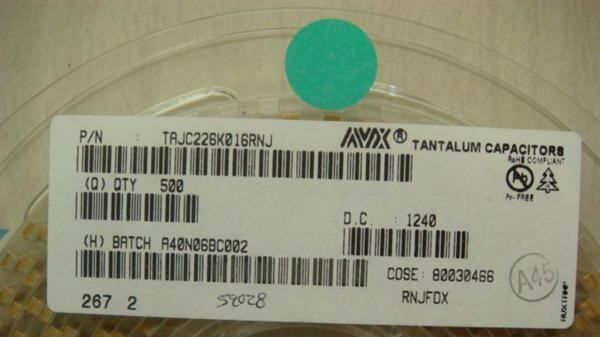 P/N : TAJC226K016RNJ AVX ® TANTALUM CAPACITORS
RoHS COMPLIANT
(Q) QTY 500
Pb Pb-FREE
D.C. : 1240
(H) BATCH A40N06BC002
COSE: 80030466 A45
267 2 RNJFDX